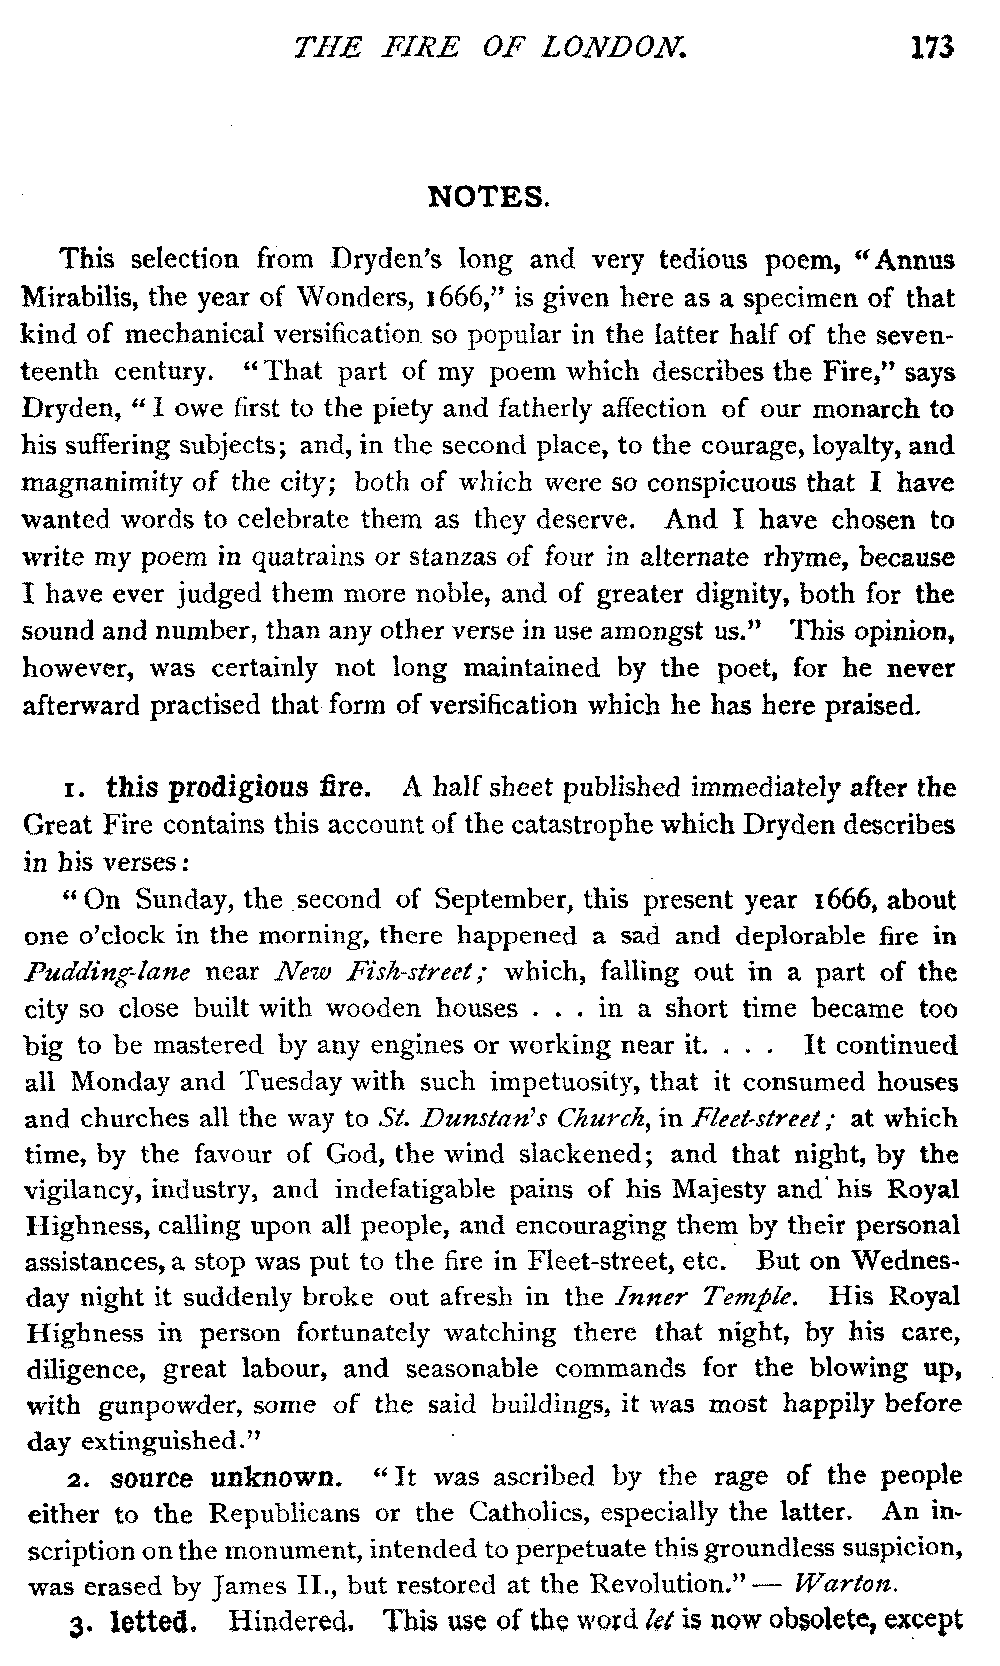 THE FIRE OF LONDON. 173
NOTES.
This selection from Dryden's long and very tedious poem, "Annus
Mirabilis, the year of Wonders, 1666," is given here as a specimen of that
kind of mechanical versification so popular in the latter half of the seven-
teenth century. "That part of my poem which describes the Fire," says
Dryden, "I owe first to the piety and fatherly affection of our monarch to
his suffering subjects; and, in the second place, to the courage, loyalty, and
magnanimity of the city; both of which were so conspicuous that I have
wanted words to celebrate them as they deserve. And I have chosen to
write my poem in quatrains or stanzas of four in alternate rhyme, because
I have ever judged them more noble, and of greater dignity, both for the
sound and number, than any other verse in use amongst us." This opinion,
however, was certainly not long maintained by the poet, for he never
afterward practised that form of versification which he has here praised.
1. this prodigious fire. A half sheet published immediately after the
Great Fire contains this account of the catastrophe which Dryden describes
in his verses:
"On Sunday, the second of September, this present year 1666, about
one o'clock in the morning, there happened a sad and deplorable fire in
Pudding-lane near New Fish-street; which, falling out in a part of the
city so close built with wooden houses . . . in a short time became too
big to be mastered by any engines or working near it. . . . It continued
all Monday and Tuesday with such impetuosity, that it consumed houses
and churches all the way to St. Dunstan's Church, in Fleet-street; at which
time, by the favour of God, the wind slackened; and that night, by the
vigilancy, industry, and indefatigable pains of his Majesty and his Royal
Highness, calling upon all people, and encouraging them by their personal
assistances, a stop was put to the fire in Fleet-street, etc. But on Wednes-
day night it suddenly broke out afresh in the Inner Temple. His Royal
Highness in person fortunately watching there that night, by his care,
diligence, great labour, and seasonable commands for the blowing up,
with gunpowder, some of the said buildings, it was most happily before
day extinguished."
2. source unknown. "It was ascribed by the rage of the people
either to the Republicans or the Catholics, especially the latter. An in-
scription on the monument, intended to perpetuate this groundless suspicion,
was erased by James II., but restored at the Revolution." — Warton.
3. letted. Hindered. This use of the word let is now obsolete, except